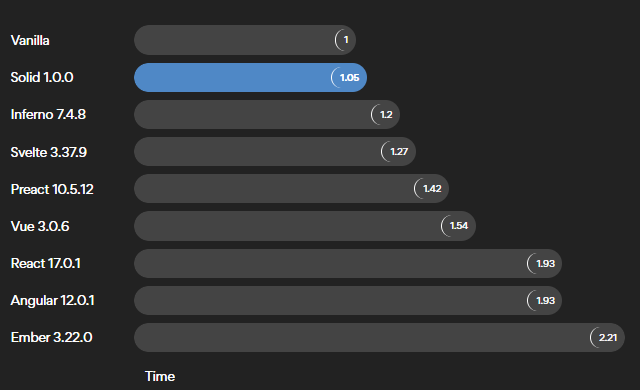 Vanilla 1
Solid 1.0.0 1.05
Inferno 7.4.8 1.2
Svelte 3.37.9 1.27
Preact 10.5.12 1.42
Vue 3.0.6 1.54
React 17.0.1 1.93
Angular 12.0.1 1.93
Ember 3.22.0 2.21
Time